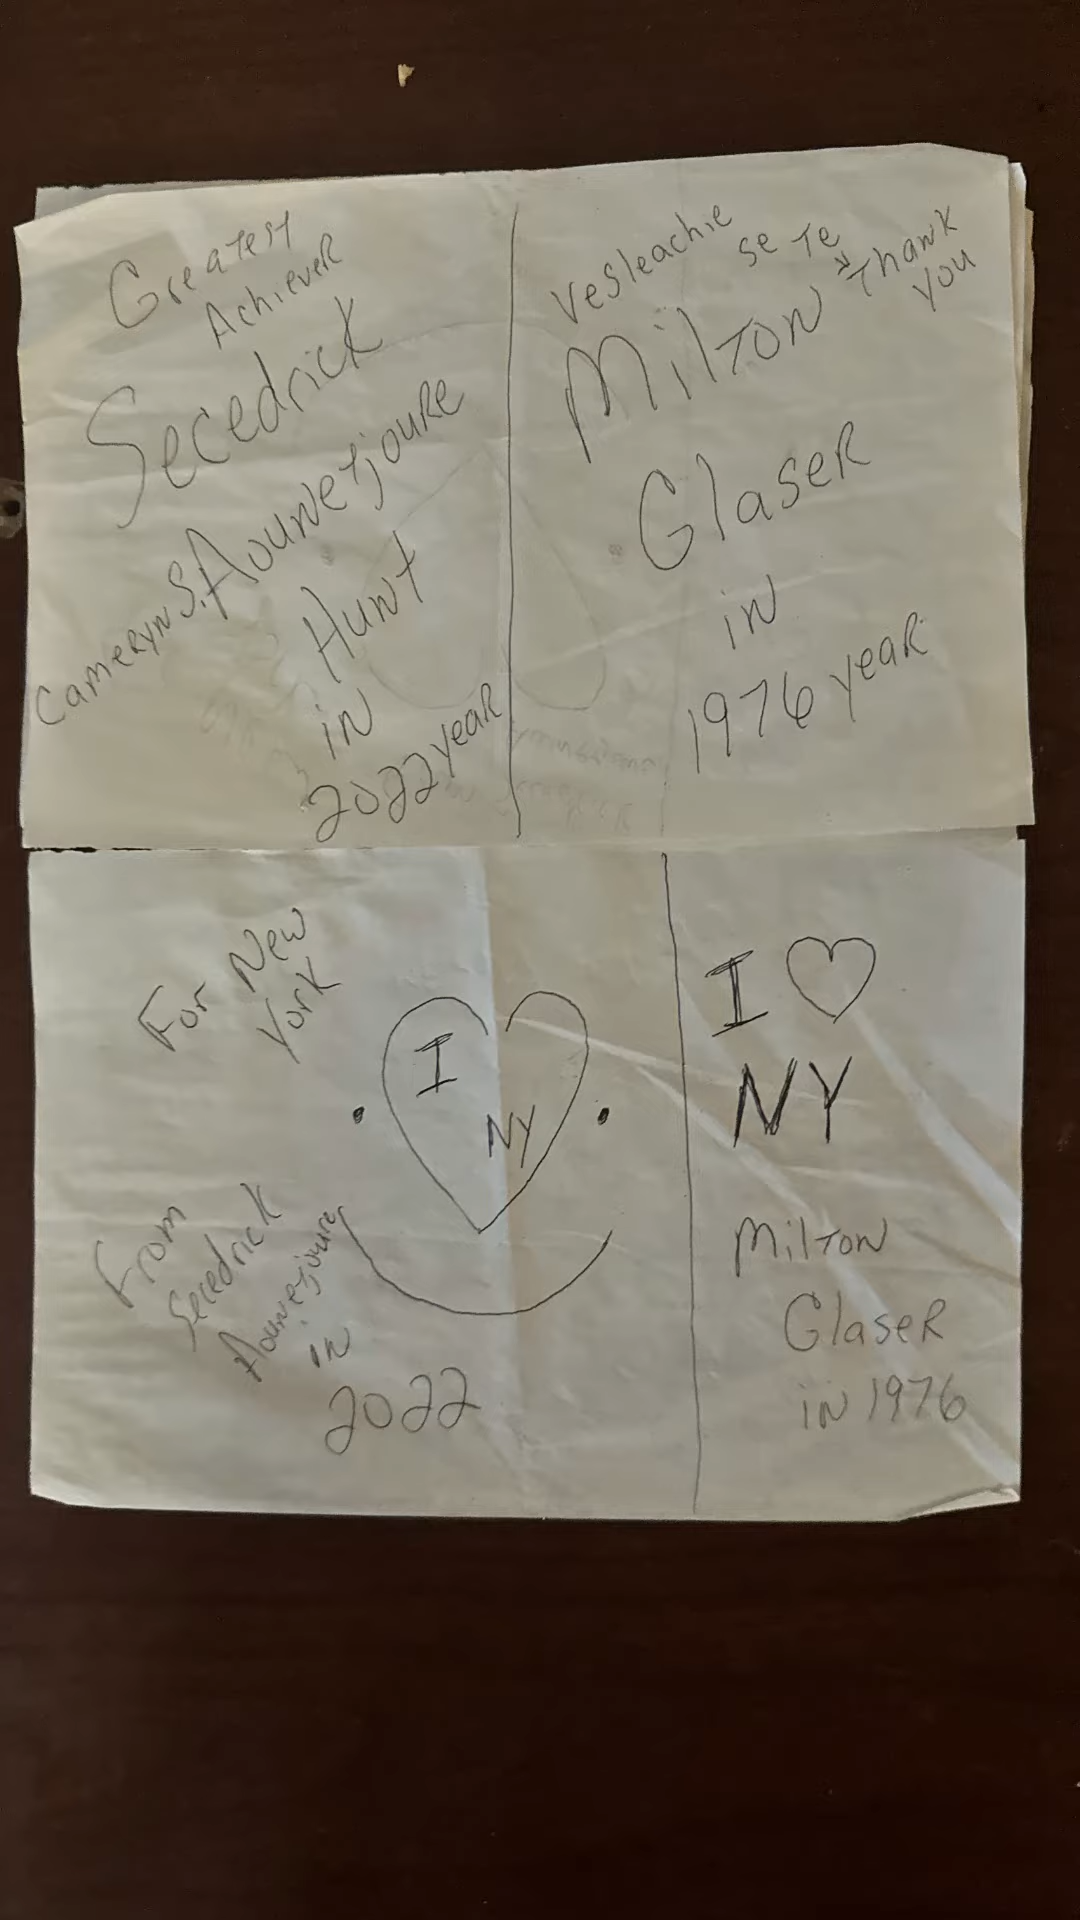 Greatest
Achiever
Secedrick
Cameryn S. Aounetjoure
Hunt
in
2022 year
Vesleachie
se Te
Thank
you
Milton
Glaser
in
1976 year
For New
York
I
NY
From
Secedrick
Aounetjoure
in
2022
I ♡
NY
Milton
Glaser
in 1976